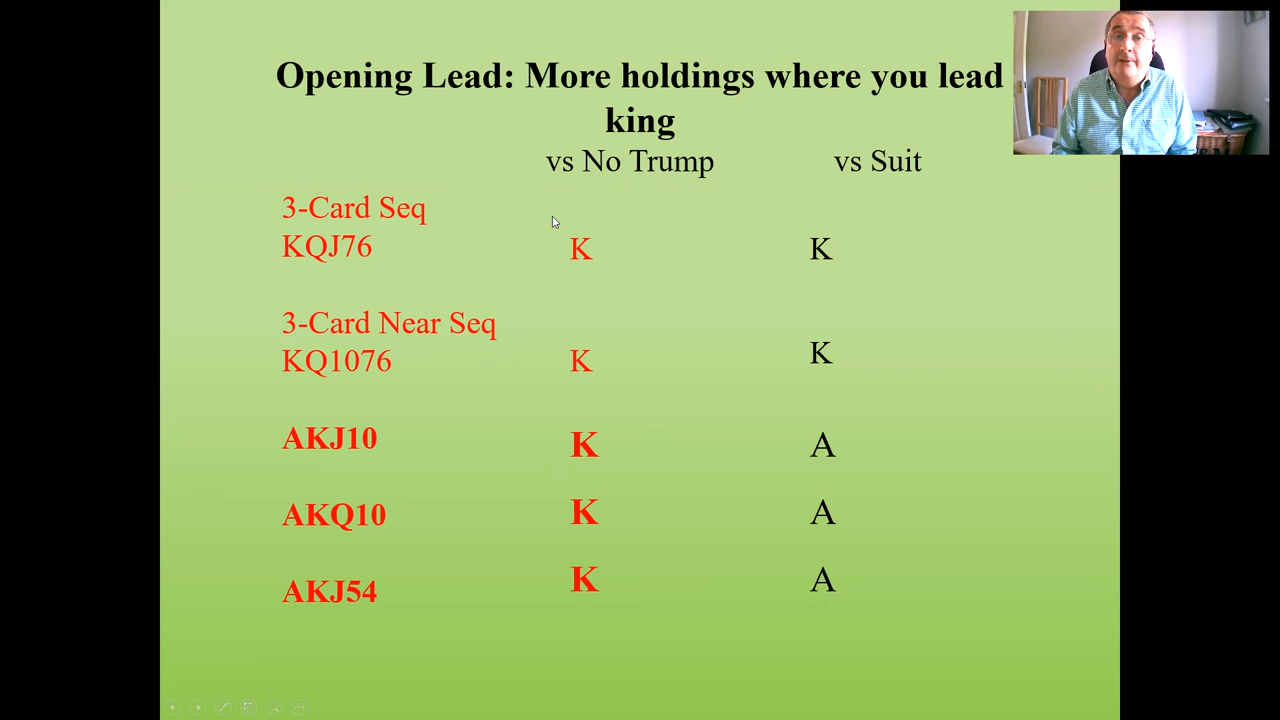 Opening Lead: More holdings where you lead
king
vs No Trump vs Suit
3-Card Seq
KQJ76 K K
3-Card Near Seq
KQ1076 K K
AKJ10 K A
AKQ10 K A
AKJ54 K A